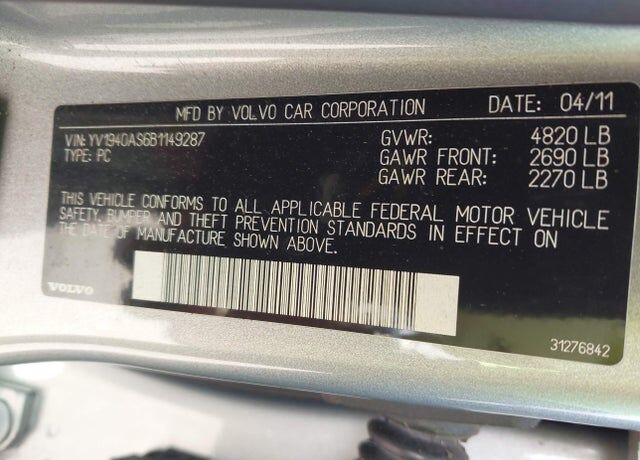 MFD BY VOLVO CAR CORPORATION DATE: 04/11
VIN: YV1940AS6B1149287 GVWR: 4820 LB
TYPE: PC GAWR FRONT: 2690 LB
GAWR REAR: 2270 LB
THIS VEHICLE CONFORMS TO ALL APPLICABLE FEDERAL MOTOR VEHICLE
SAFETY, BUMPER AND THEFT PREVENTION STANDARDS IN EFFECT ON
THE DATE OF MANUFACTURE SHOWN ABOVE.
VOLVO
31276842